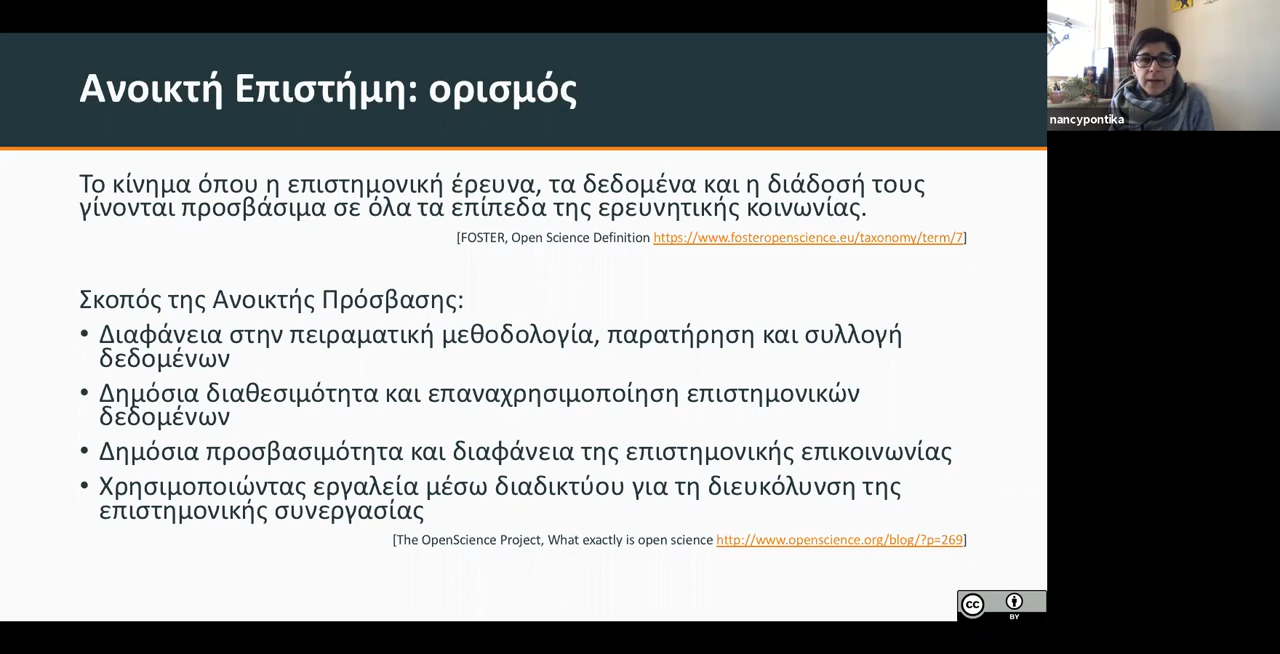 Ανοικτή Επιστήμη: ορισμός
nancypontika
Το κίνημα όπου η επιστημονική έρευνα, τα δεδομένα και η διάδοσή τους
γίνονται προσβάσιμα σε όλα τα επίπεδα της ερευνητικής κοινωνίας.
[FOSTER, Open Science Definition https://www.fosteropenscience.eu/taxonomy/term/7]
Σκοπός της Ανοικτής Πρόσβασης:
• Διαφάνεια στην πειραματική μεθοδολογία, παρατήρηση και συλλογή
δεδομένων
• Δημόσια διαθεσιμότητα και επαναχρησιμοποίηση επιστημονικών
δεδομένων
• Δημόσια προσβασιμότητα και διαφάνεια της επιστημονικής επικοινωνίας
• Χρησιμοποιώντας εργαλεία μέσω διαδικτύου για τη διευκόλυνση της
επιστημονικής συνεργασίας
[The OpenScience Project, What exactly is open science http://www.openscience.org/blog/?p=269]
cc
BY